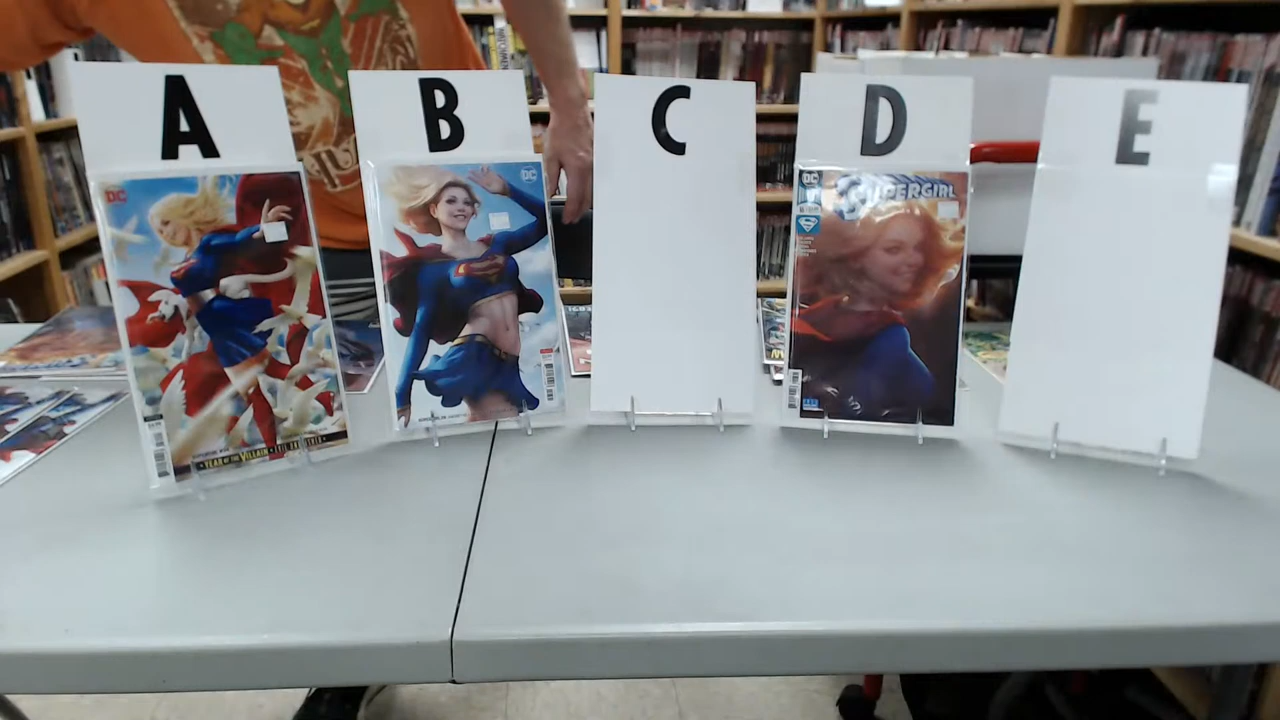 A
B
C
D
E
DC
DC
DC
SUPERGIRL
YEAR OF THE VILLAIN